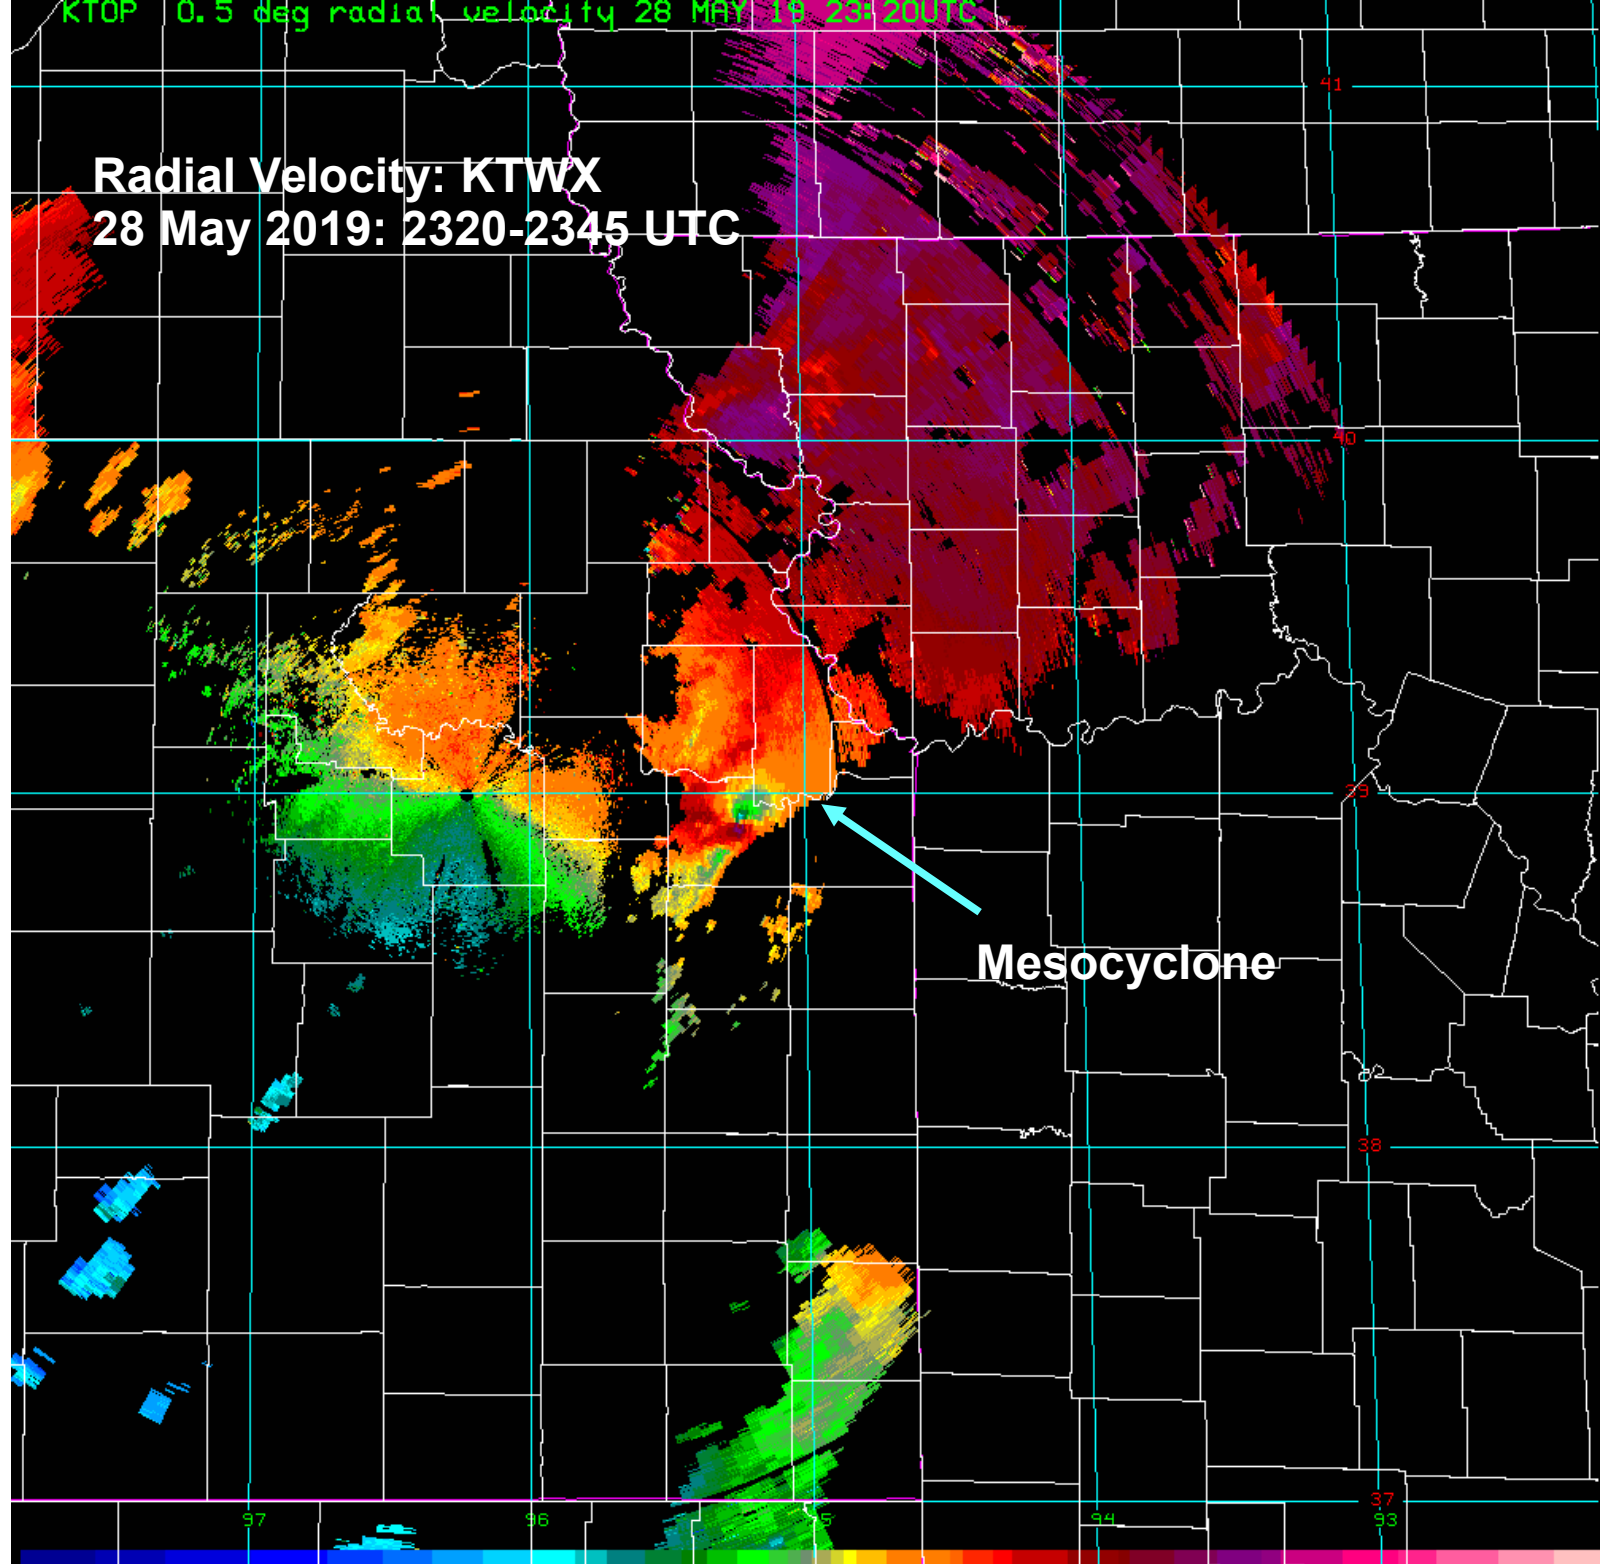 KTOP 0.5 deg radial velocity 28 MAY 19 23:20UTC
41
Radial Velocity: KTWX
28 May 2019: 2320-2345 UTC
40
39
Mesocyclone
38
37
97 96 95 94 93